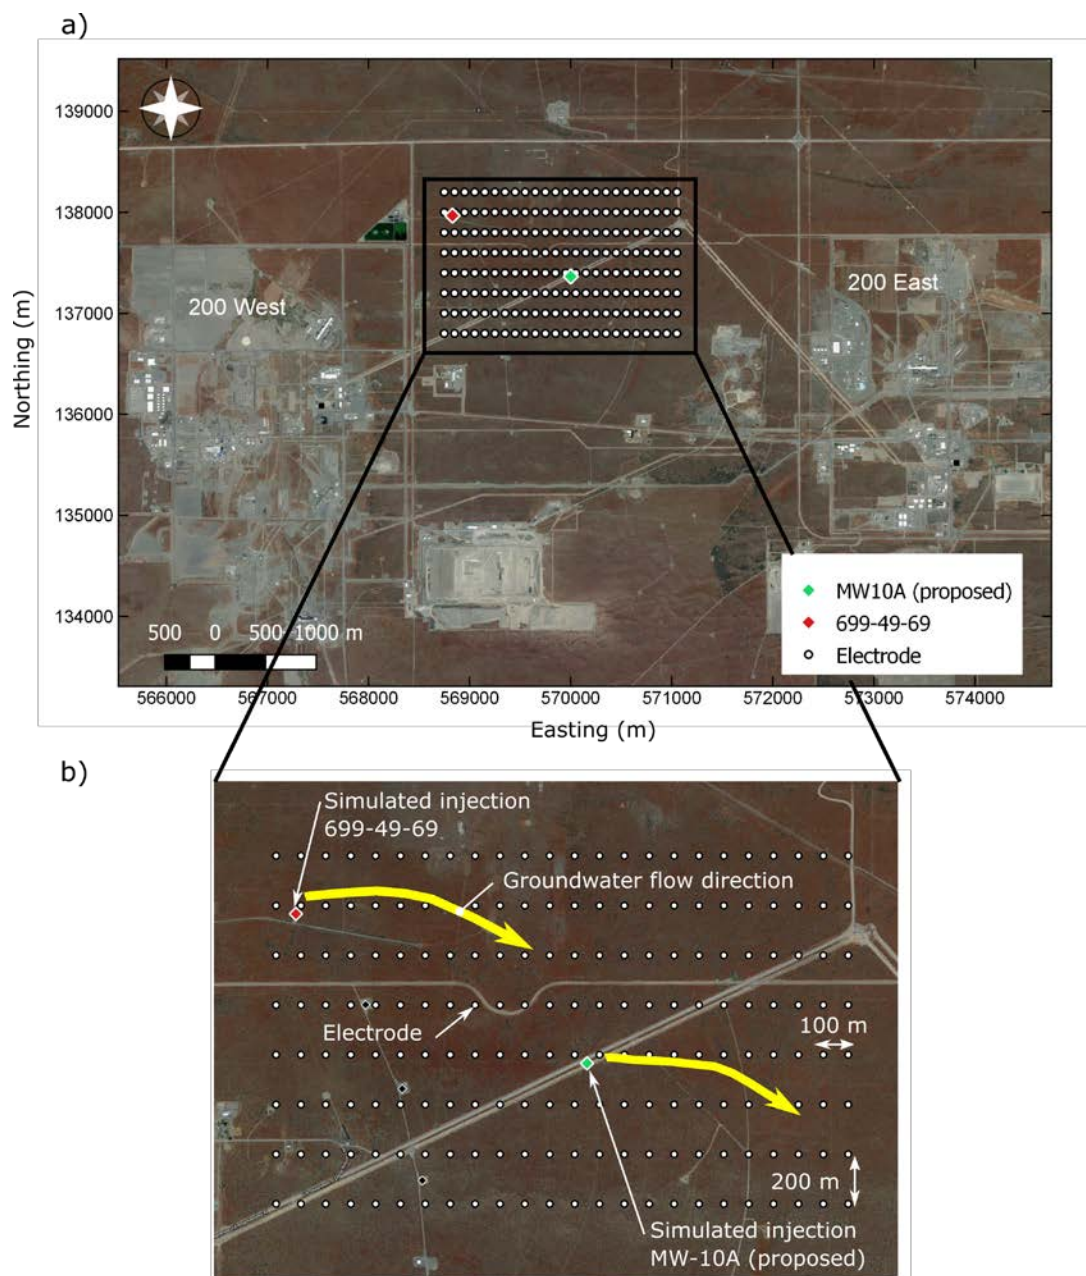 a)
139000
138000
137000
136000
135000
134000
Northing (m)
200 West
200 East
MW10A (proposed)
699-49-69
Electrode
500 0 500 1000 m
566000 567000 568000 569000 570000 571000 572000 573000 574000
Easting (m)
b)
Simulated injection
699-49-69
Groundwater flow direction
Electrode
100 m
200 m
Simulated injection
MW-10A (proposed)